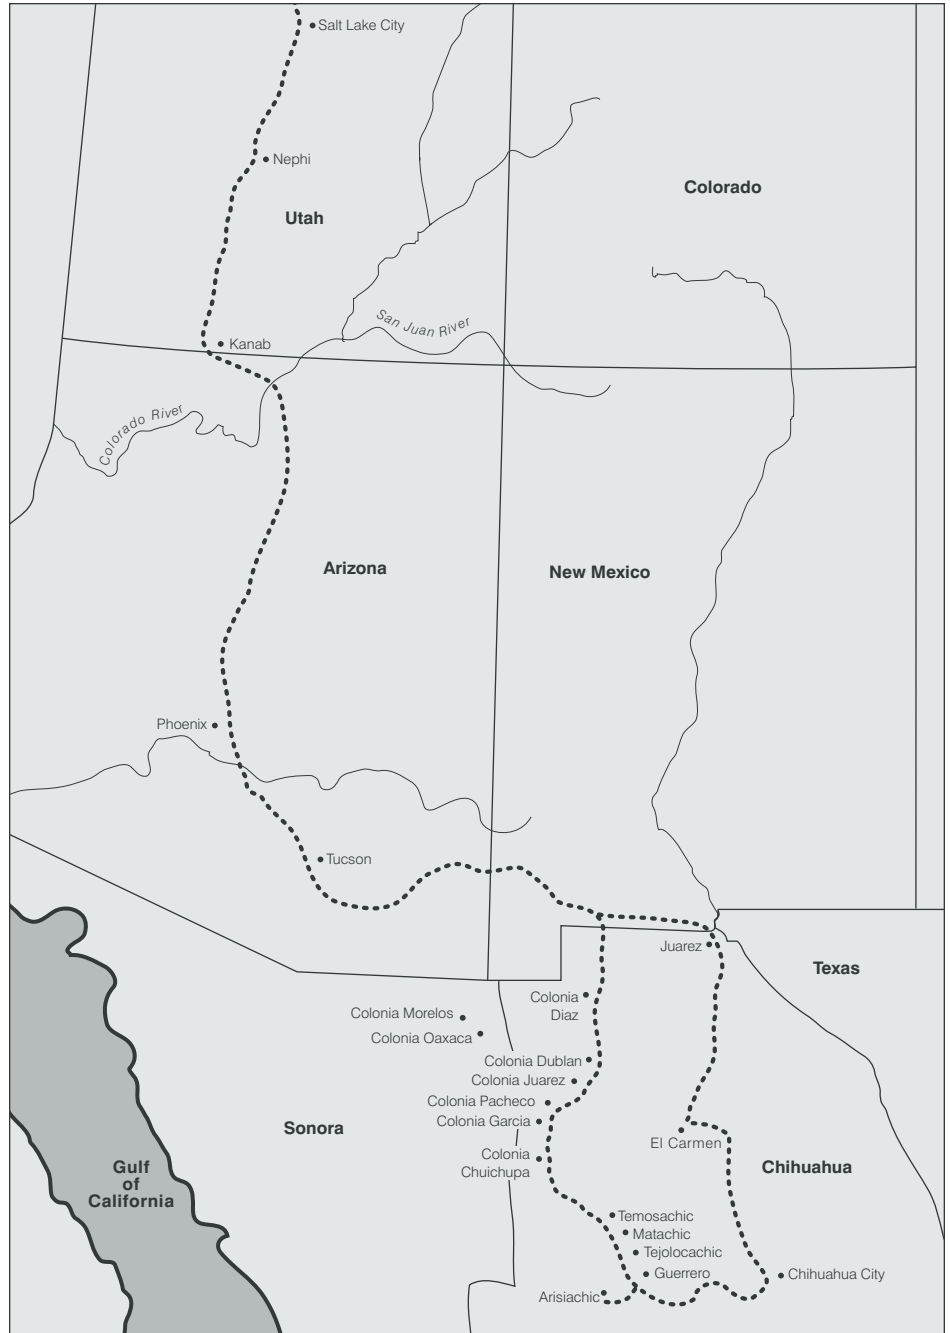 Salt Lake City
Nephi
Colorado
Utah
San Juan River
Kanab
Colorado River
Arizona
New Mexico
Phoenix
Tucson
Juarez
Texas
Colonia
Diaz
Colonia Morelos
Colonia Oaxaca
Colonia Dublan
Colonia Juarez
Colonia Pacheco
Colonia Garcia
Sonora
El Carmen
Colonia
Chuichupa
Chihuahua
Gulf
of
California
Temosachic
Matachic
Tejolocachic
Guerrero
Chihuahua City
Arisiachic